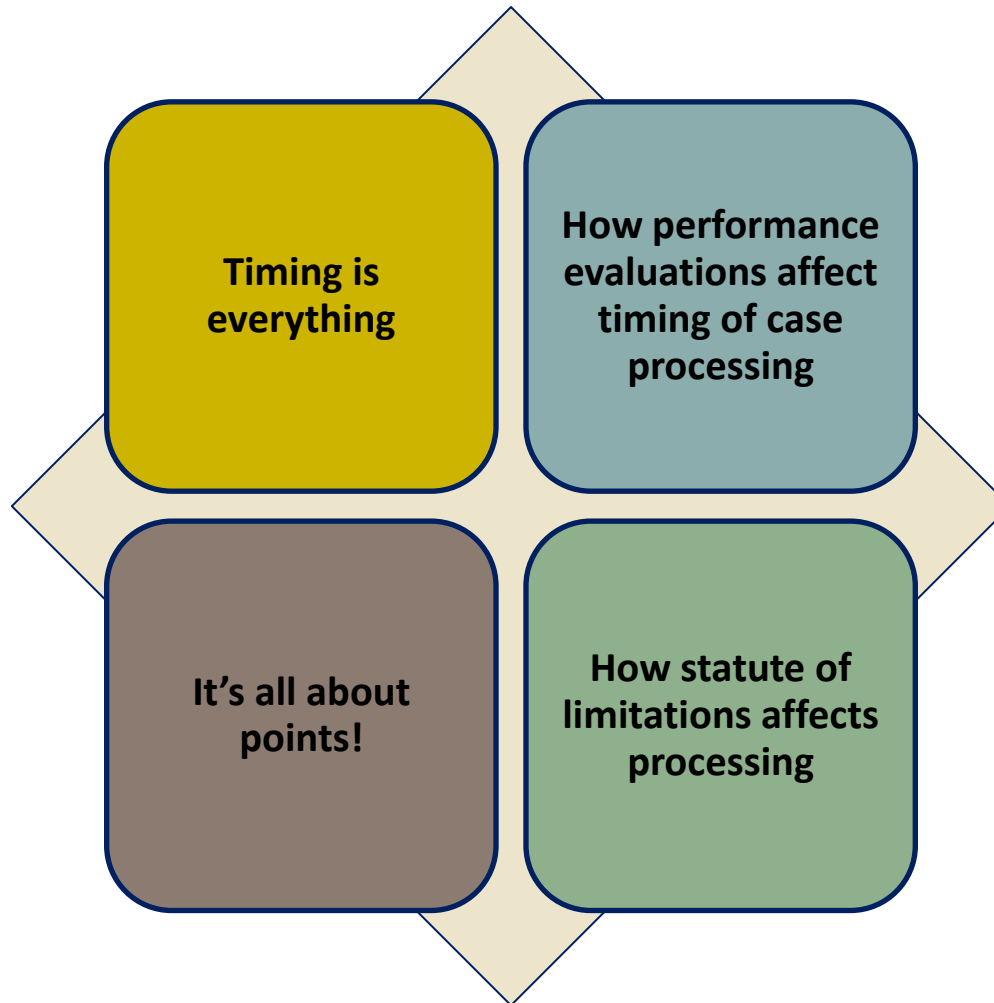 Timing is
everything
How performance
evaluations affect
timing of case
processing
It’s all about
points!
How statute of
limitations affects
processing